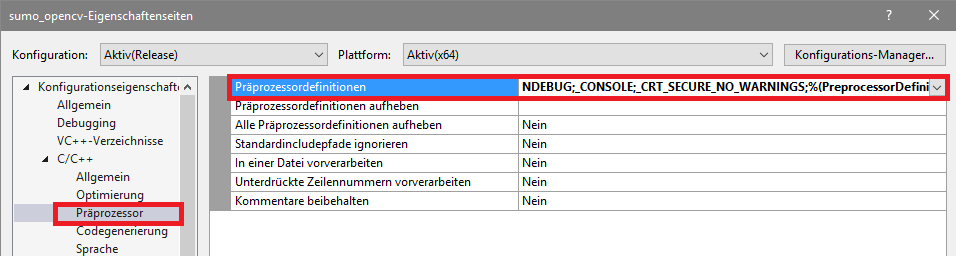 sumo_opencv-Eigenschaftenseiten ? ×
Konfiguration: Aktiv(Release) Plattform: Aktiv(x64) Konfigurations-Manager...
Konfigurationseigenschafte
Allgemein
Debugging
VC++-Verzeichnisse
C/C++
Allgemein
Optimierung
Präprozessor
Codegenerierung
Sprache
Präprozessordefinitionen NDEBUG;_CONSOLE;_CRT_SECURE_NO_WARNINGS;%(PreprocessorDefini
Präprozessordefinitionen aufheben
Alle Präprozessordefinitionen aufheben Nein
Standardincludepfade ignorieren Nein
In einer Datei vorverarbeiten Nein
Unterdrückte Zeilennummern vorverarbeiten Nein
Kommentare beibehalten Nein